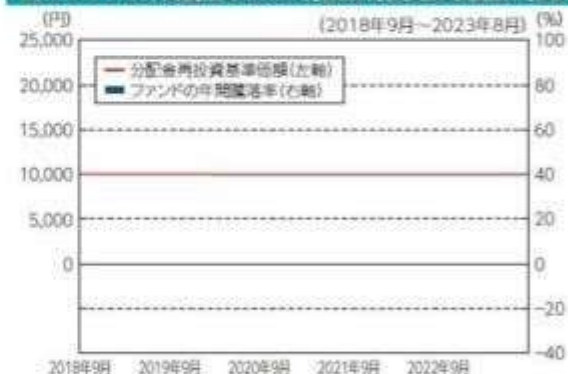 (円)
(2018年9月～2023年8月)
(%)
25,000
100
分配金再投資基準価額(左軸)
ファンドの年間騰落率(右軸)
20,000
80
15,000
60
10,000
40
5,000
20
0
0
-20
-40
2018年9月
2019年9月
2020年9月
2021年9月
2022年9月